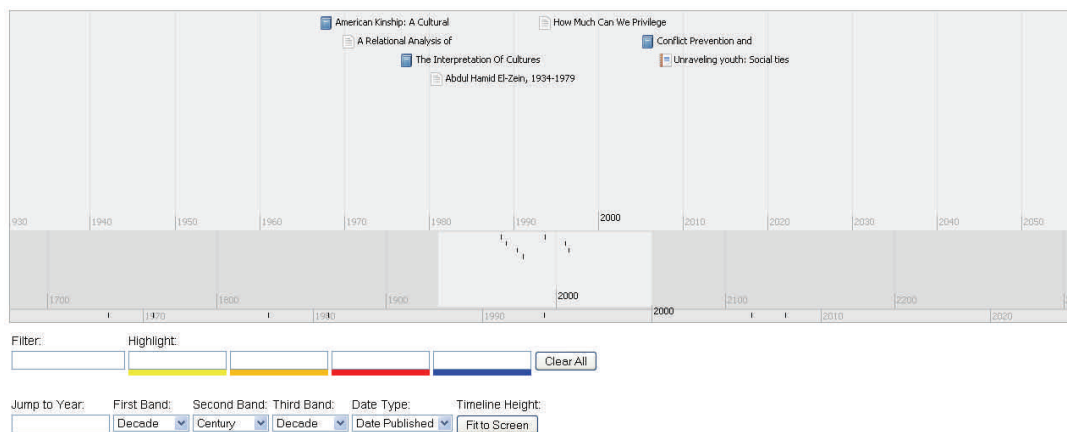 American Kinship: A Cultural
How Much Can We Privilege
A Relational Analysis of
Conflict Prevention and
The Interpretation Of Cultures
Unraveling youth: Social ties
Abdul Hamid El-Zein, 1934-1979
930 1940 1950 1960 1970 1980 1990 2000 2010 2020 2030 2040 2050
1700 1800 1900 2000 2100 2200
1970 1980 1990 2000 2010 2020
Filter: Highlight:
Clear All
Jump to Year: First Band: Second Band: Third Band: Date Type: Timeline Height:
Decade Century Decade Date Published Fit to Screen